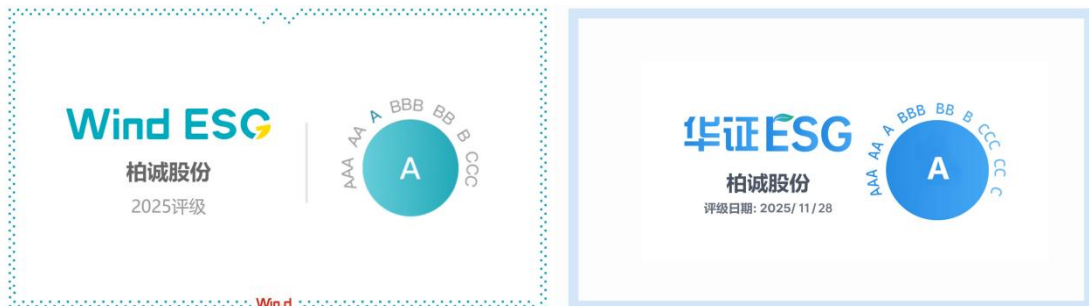 Wind ESG
柏诚股份
2025评级
AAA AA A BBB BB B CCC
A
Wind
华证ESG
柏诚股份
评级日期: 2025/11/28
AAA AA A BBB BB B CCC CC C
A